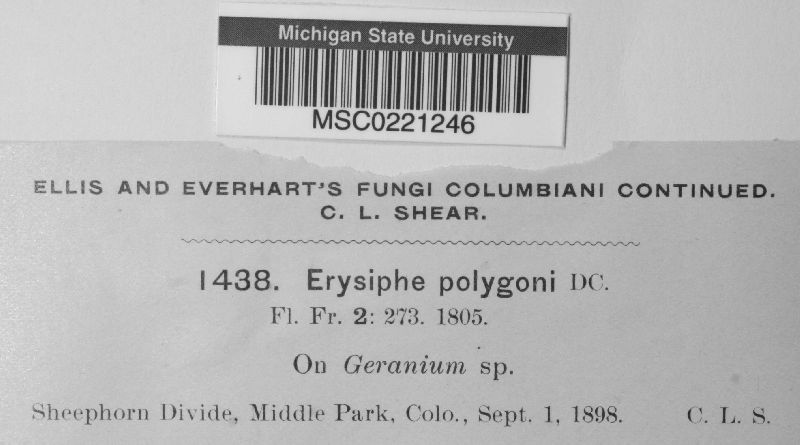 Michigan State University
MSC0221246
ELLIS AND EVERHART'S FUNGI COLUMBIANI CONTINUED.
C. L. SHEAR.
1438. Erysiphe polygoni DC.
Fl. Fr. 2: 273. 1805.
On Geranium sp.
Sheephorn Divide, Middle Park, Colo., Sept. 1, 1898. C. L. S.